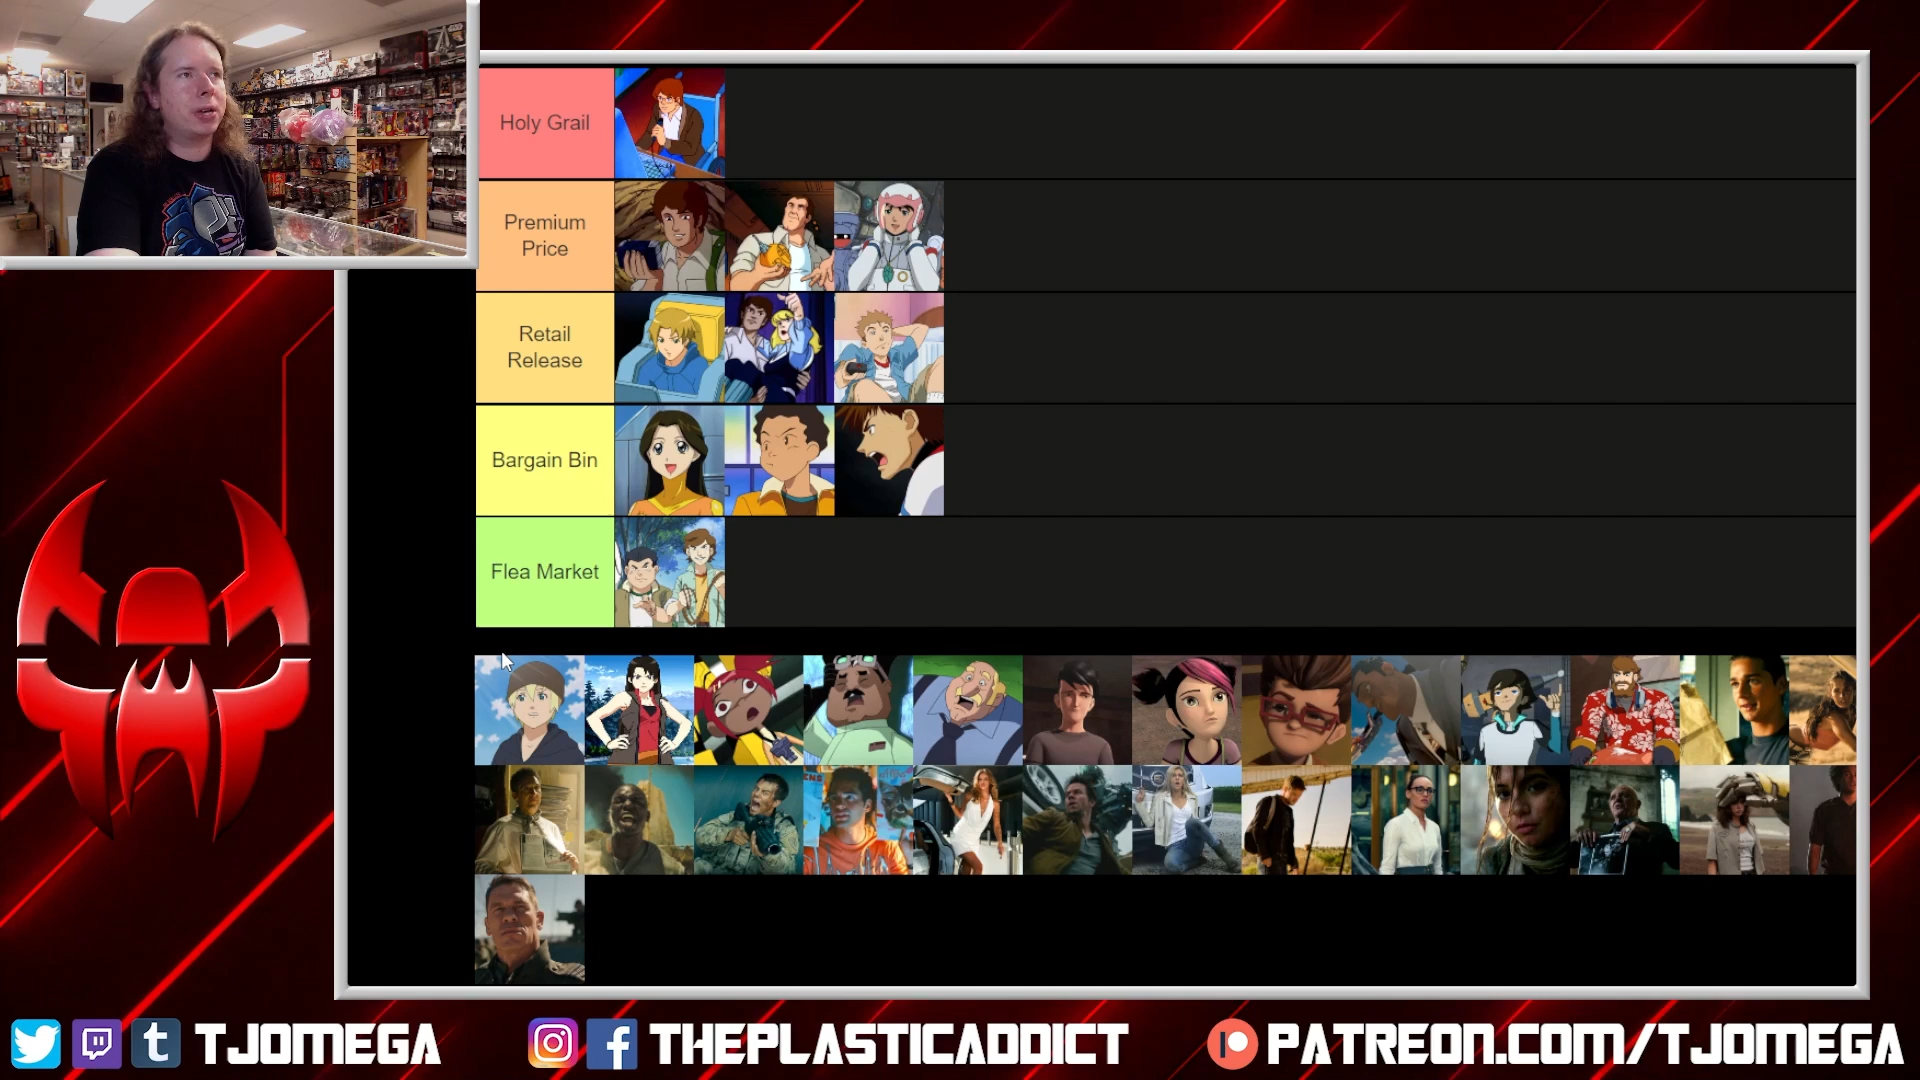 Holy Grail
Premium
Price
Retail
Release
Bargain Bin
Flea Market
TJOMEGA
THEPLASTICADDICT
PATREON.COM/TJOMEGA